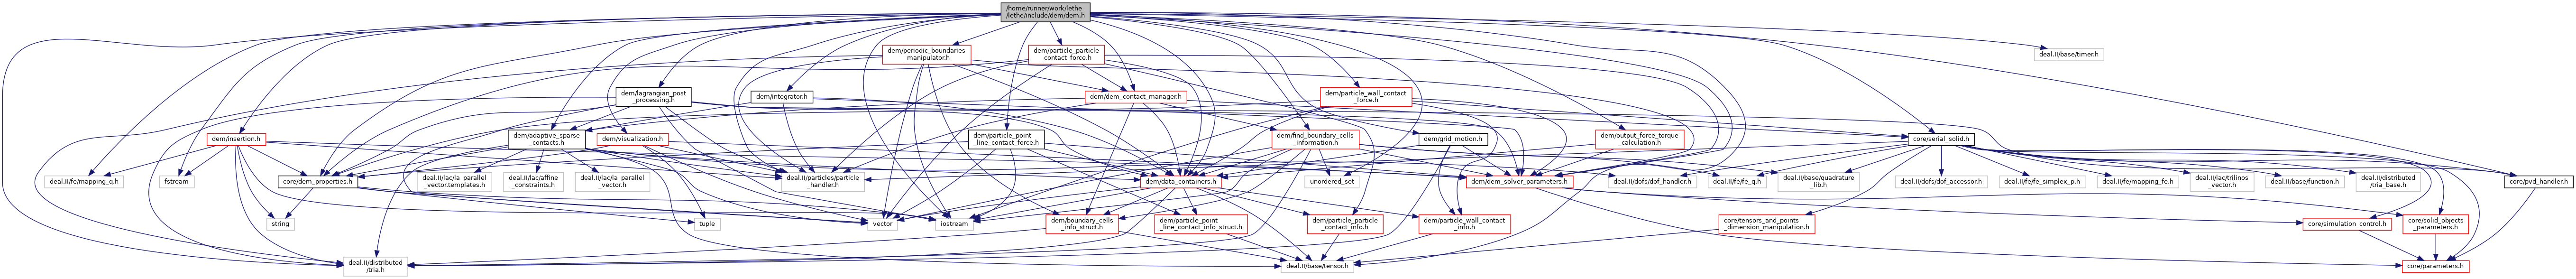 /home/runner/work/lethe
/lethe/include/dem/dem.h
dem/periodic_boundaries
_manipulator.h
dem/particle_particle
_contact_force.h
deal.II/base/timer.h
dem/lagrangian_post
_processing.h
dem/integrator.h
dem/dem_contact_manager.h
dem/particle_wall_contact
_force.h
dem/insertion.h
dem/adaptive_sparse
_contacts.h
dem/visualization.h
dem/particle_point
_line_contact_force.h
dem/find_boundary_cells
_information.h
dem/grid_motion.h
dem/output_force_torque
_calculation.h
core/serial_solid.h
deal.II/fe/mapping_q.h
fstream
core/dem_properties.h
deal.II/lac/la_parallel
_vector.templates.h
deal.II/lac/affine
_constraints.h
deal.II/lac/la_parallel
_vector.h
deal.II/particles/particle
_handler.h
dem/data_containers.h
unordered_set
dem/dem_solver_parameters.h
deal.II/dofs/dof_handler.h
deal.II/fe/fe_q.h
deal.II/base/quadrature
_lib.h
deal.II/dofs/dof_accessor.h
deal.II/fe/fe_simplex_p.h
deal.II/fe/mapping_fe.h
deal.II/lac/trilinos
_vector.h
deal.II/base/function.h
deal.II/distributed
/tria_base.h
core/pvd_handler.h
string
tuple
vector
iostream
dem/boundary_cells
_info_struct.h
dem/particle_point
_line_contact_info_struct.h
dem/particle_particle
_contact_info.h
dem/particle_wall_contact
_info.h
core/tensors_and_points
_dimension_manipulation.h
core/simulation_control.h
core/solid_objects
_parameters.h
deal.II/distributed
/tria.h
deal.II/base/tensor.h
core/parameters.h